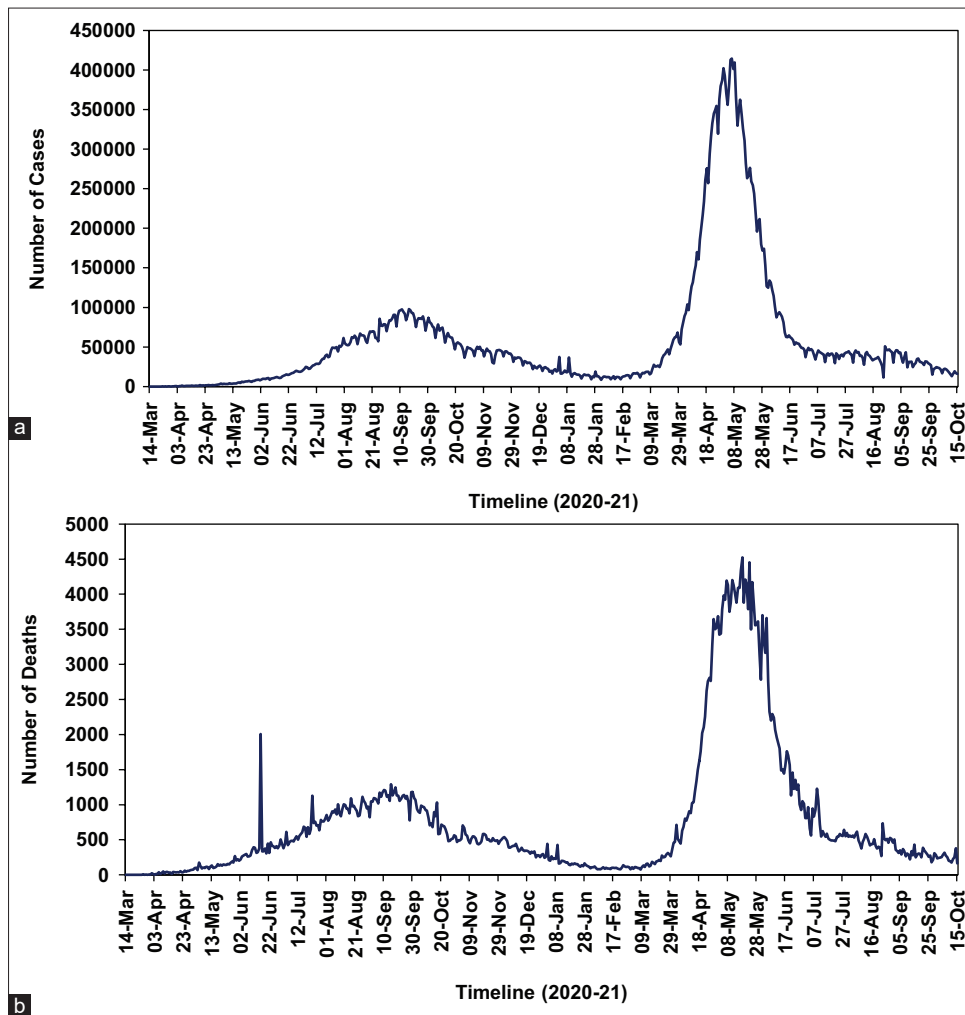 450000
400000
350000
300000
250000
200000
150000
100000
50000
0
Number of Cases
14-Mar
03-Apr
23-Apr
13-May
02-Jun
22-Jun
12-Jul
01-Aug
21-Aug
10-Sep
30-Sep
20-Oct
09-Nov
29-Nov
19-Dec
08-Jan
28-Jan
17-Feb
09-Mar
29-Mar
18-Apr
08-May
28-May
17-Jun
07-Jul
27-Jul
16-Aug
05-Sep
25-Sep
15-Oct
Timeline (2020-21)
a
5000
4500
4000
3500
3000
2500
2000
1500
1000
500
0
Number of Deaths
14-Mar
03-Apr
23-Apr
13-May
02-Jun
22-Jun
12-Jul
01-Aug
21-Aug
10-Sep
30-Sep
20-Oct
09-Nov
29-Nov
19-Dec
08-Jan
28-Jan
17-Feb
09-Mar
29-Mar
18-Apr
08-May
28-May
17-Jun
07-Jul
27-Jul
16-Aug
05-Sep
25-Sep
15-Oct
Timeline (2020-21)
b